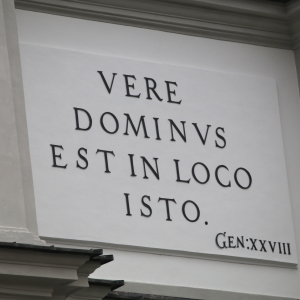 VERE
DOMINVS
EST IN LOCO
ISTO.
GEN:XXVIII